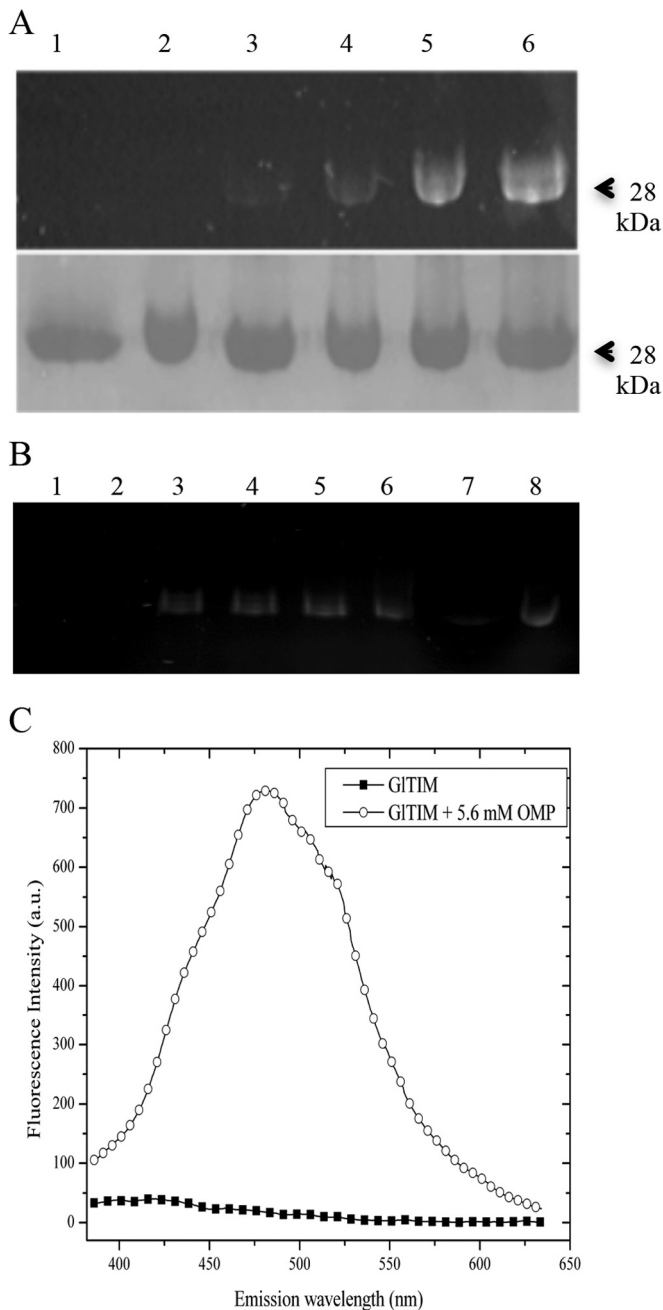 A
1 2 3 4 5 6
28
kDa
28
kDa
B
1 2 3 4 5 6 7 8
C
800
700
600
500
400
300
200
100
0
Fluorescence Intensity (a.u.)
GlTIM
GlTIM + 5.6 mM OMP
400 450 500 550 600 650
Emission wavelength (nm)